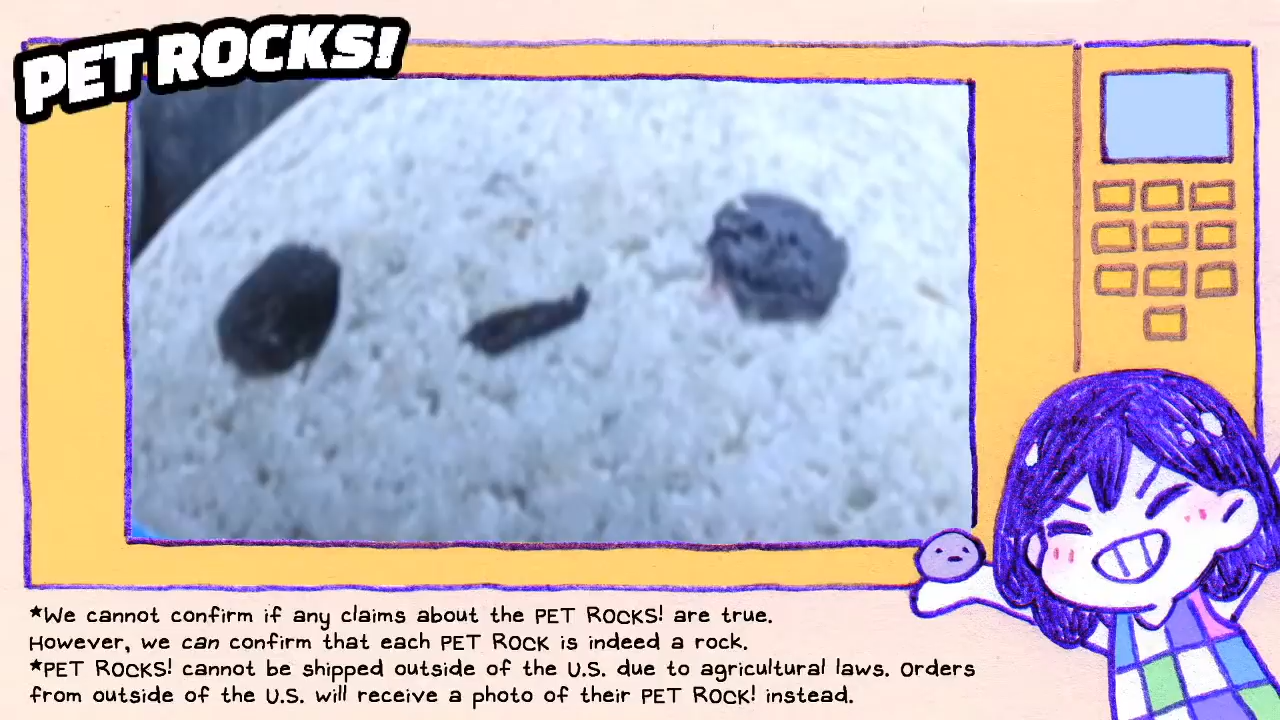 PET ROCKS!
*We cannot confirm if any claims about the PET ROCKS! are true.
However, we can confirm that each PET ROCK is indeed a rock.
*PET ROCKS! cannot be shipped outside of the U.S. due to agricultural laws. Orders
from outside of the U.S. will receive a photo of their PET ROCK! instead.